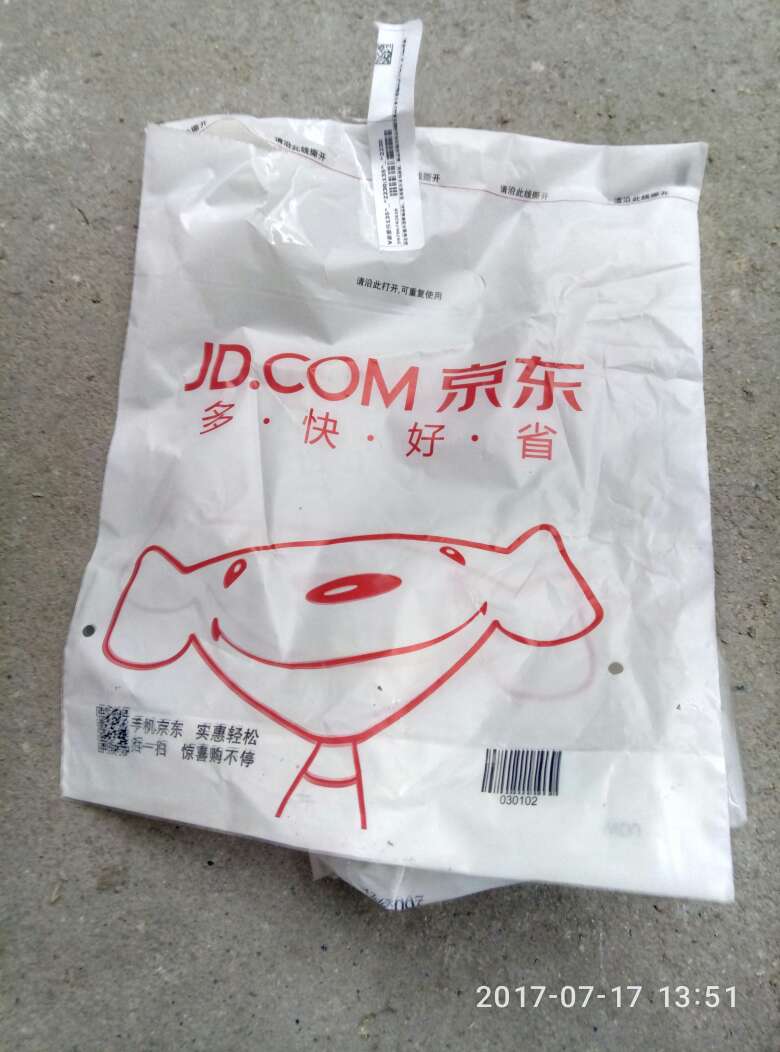 请沿此线撕开
请沿此线撕开
请沿此线撕开
请沿此打开,可重复使用
JD.COM 京东
多·快·好·省
手机京东 实惠轻松
扫一扫 惊喜购不停
030102
2017-07-17 13:51